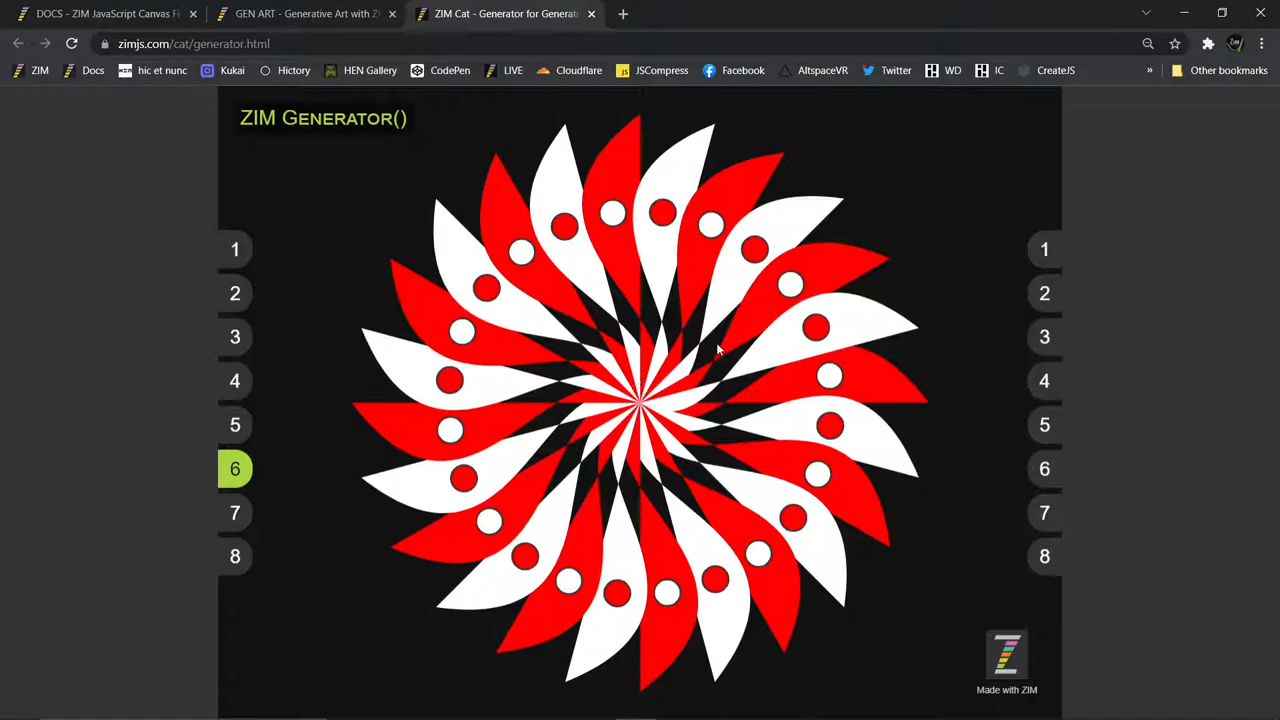 DOCS - ZIM JavaScript Canvas F
GEN ART - Generative Art with Z
ZIM Cat - Generator for Generat
zimjs.com/cat/generator.html
ZIM
Docs
hic et nunc
Kukai
Hictory
HEN Gallery
CodePen
LIVE
Cloudflare
JS
JSCompress
Facebook
AltspaceVR
Twitter
WD
IC
CreateJS
»
Other bookmarks
ZIM GENERATOR()
1
2
3
4
5
6
7
8
1
2
3
4
5
6
7
8
Made with ZIM